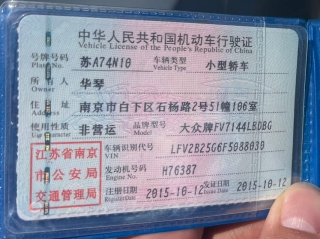 中华人民共和国机动车行驶证
Vehicle License of the People's Republic of China
号牌号码 苏A74N10 车辆类型 小型轿车
Plate No. Vehicle Type
所有人 华琴
Owner
住址 南京市白下区石杨路2号51幢106室
Address
使用性质 非营运 品牌型号 大众牌FV7144LBDBG
Use Character Model
江苏省南京市公安局交通管理局
车辆识别代号 LFV2B25G6F5088030
VIN
发动机号码 H76387
Engine No.
注册日期 2015-10-12 发证日期 2015-10-12
Register Date Issue Date